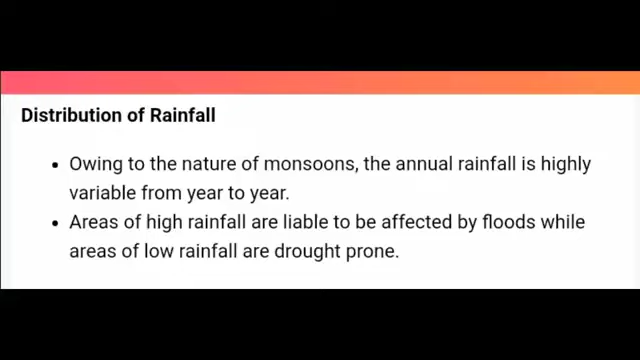 Distribution of Rainfall
• Owing to the nature of monsoons, the annual rainfall is highly
variable from year to year.
• Areas of high rainfall are liable to be affected by floods while
areas of low rainfall are drought prone.